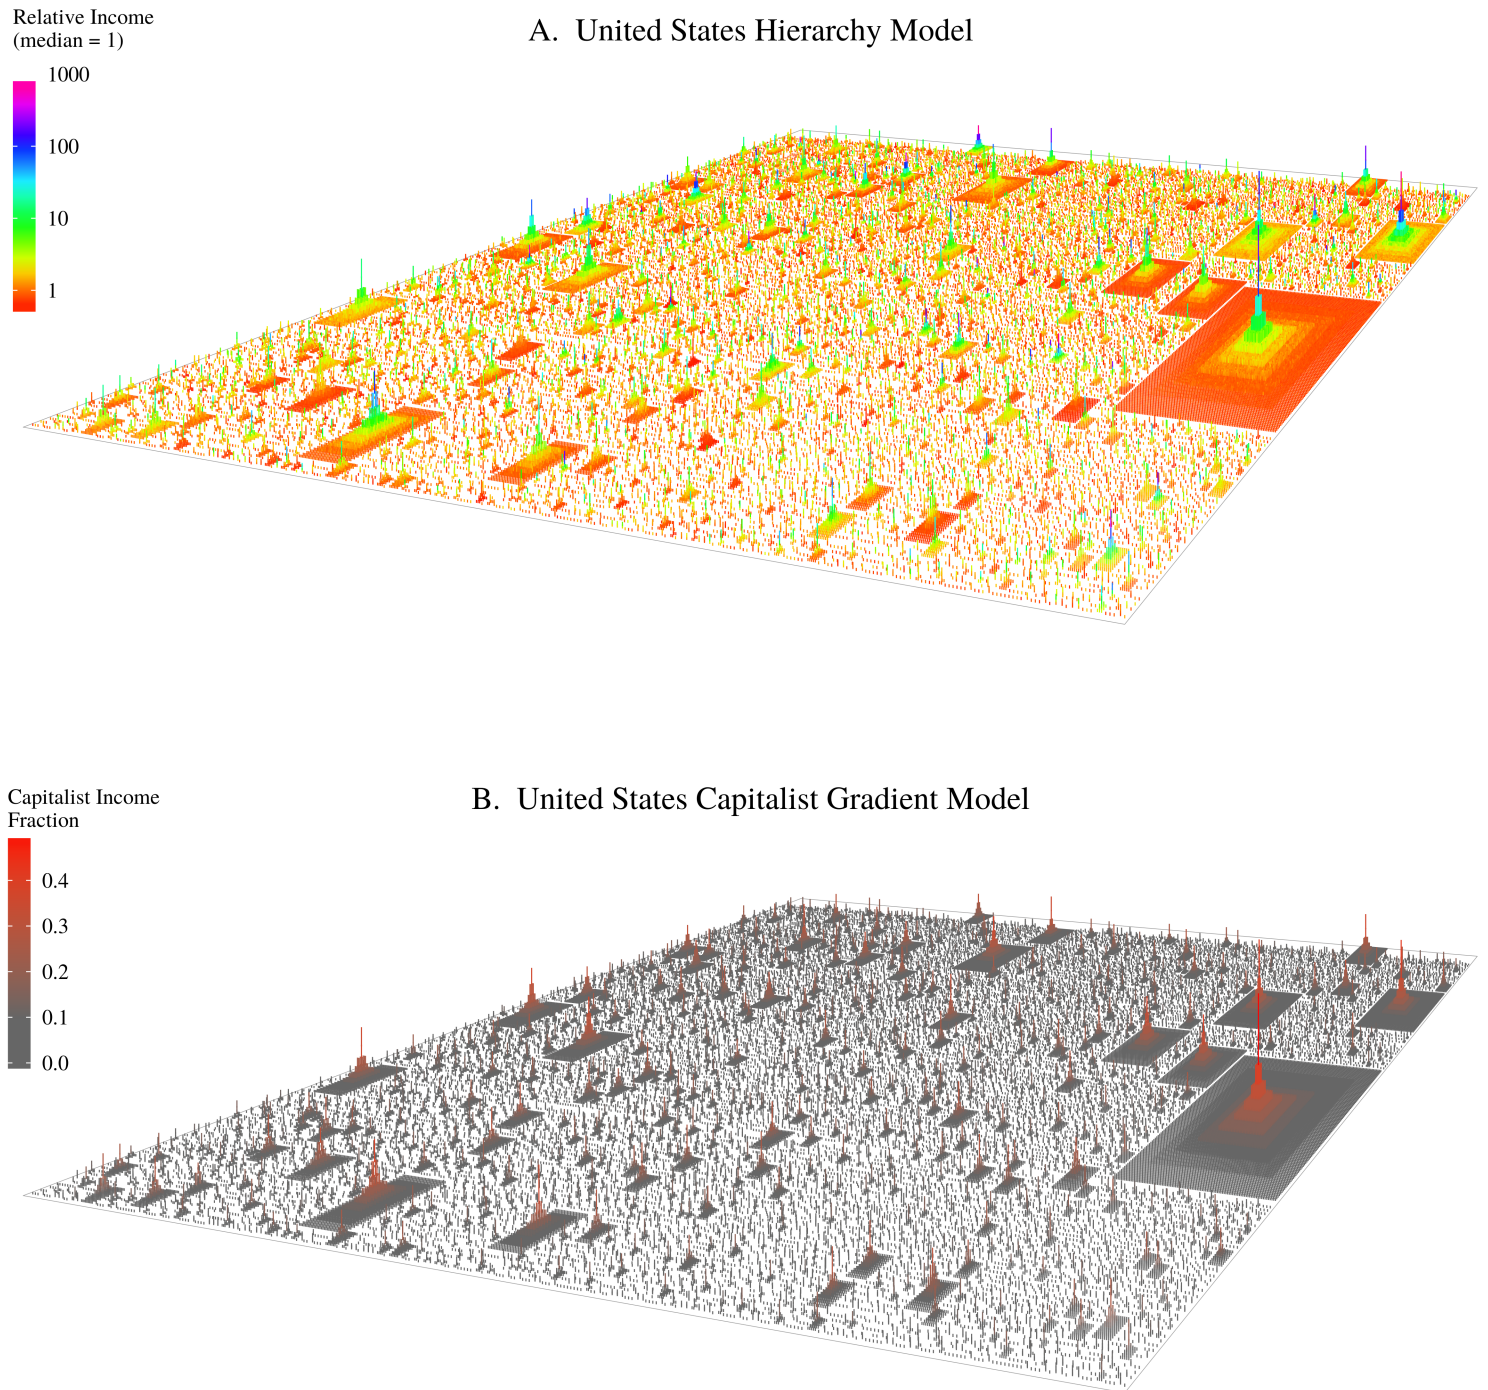 Relative Income
(median = 1)
A. United States Hierarchy Model
1000
100
10
1
Capitalist Income
Fraction
B. United States Capitalist Gradient Model
0.4
0.3
0.2
0.1
0.0